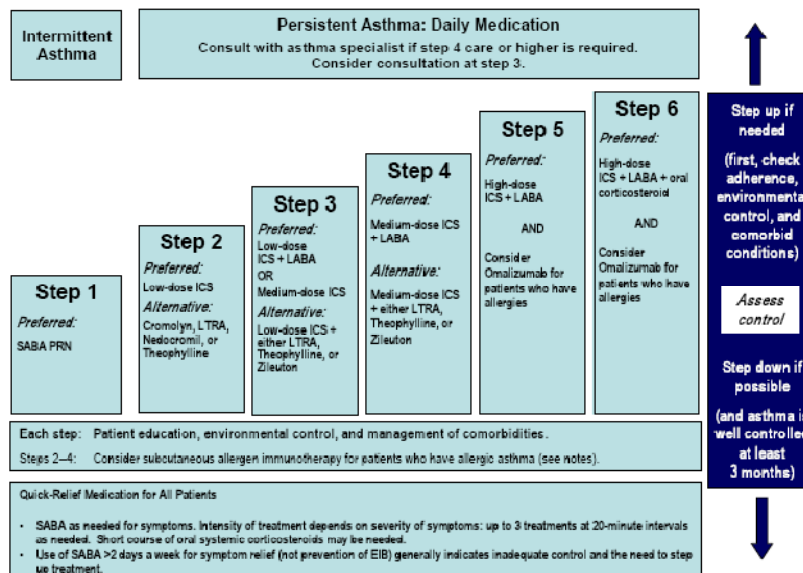 Intermittent
Asthma
Persistent Asthma: Daily Medication
Consult with asthma specialist if step 4 care or higher is required.
Consider consultation at step 3.
Step 1
Preferred:
SABA PRN
Step 2
Preferred:
Low-dose ICS
Alternative:
Cromolyn, LTRA,
Nedocromil, or
Theophylline
Step 3
Preferred:
Low-dose
ICS + LABA
OR
Medium-dose ICS
Alternative:
Low-dose ICS +
either LTRA,
Theophylline, or
Zileuton
Step 4
Preferred:
Medium-dose ICS
+ LABA
Alternative:
Medium-dose ICS
+ either LTRA,
Theophylline, or
Zileuton
Step 5
Preferred:
High-dose
ICS + LABA
AND
Consider
Omalizumab for
patients who have
allergies
Step 6
Preferred:
High-dose
ICS + LABA + oral
corticosteroid
AND
Consider
Omalizumab for
patients who have
allergies
Step up if
needed
(first, check
adherence,
environmenta
control, and
comorbid
conditions)
Assess
control
Step down if
possible
(and asthma is
well controlled
at least
3 months)
Each step: Patient education, environmental control, and management of comorbidities.
Steps 2–4: Consider subcutaneous allergen immunotherapy for patients who have allergic asthma (see notes).
Quick-Relief Medication for All Patients
• SABA as needed for symptoms. Intensity of treatment depends on severity of symptoms: up to 3 treatments at 20-minute intervals
as needed. Short course of oral systemic corticosteroids may be needed.
• Use of SABA >2 days a week for symptom relief (not prevention of EIB) generally indicates inadequate control and the need to step
up treatment.